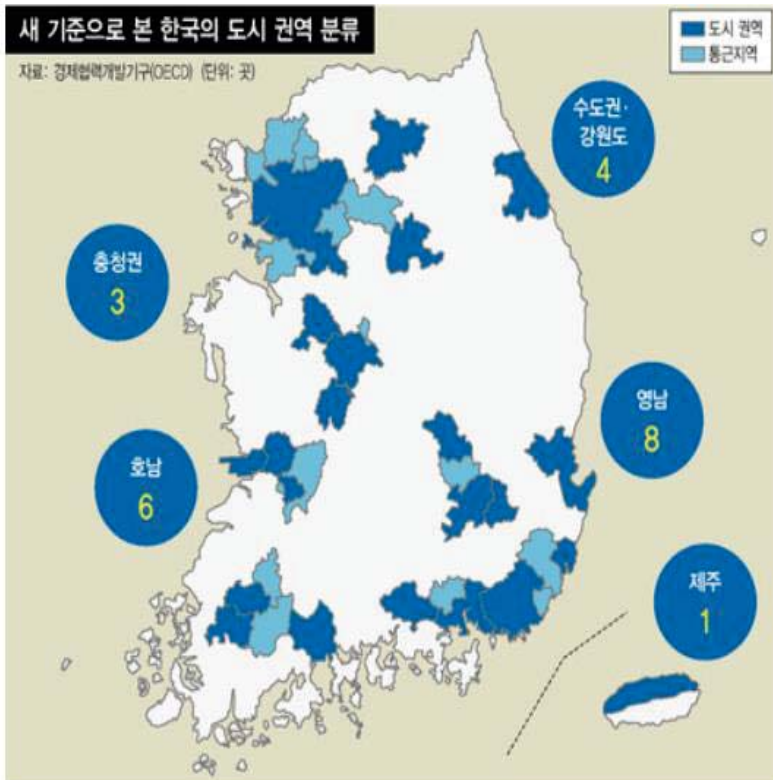 새 기준으로 본 한국의 도시 권역 분류
자료: 경제협력개발기구(OECD) (단위: 곳)
도시 권역
통근지역
수도권·
강원도
4
충청권
3
영남
8
호남
6
제주
1